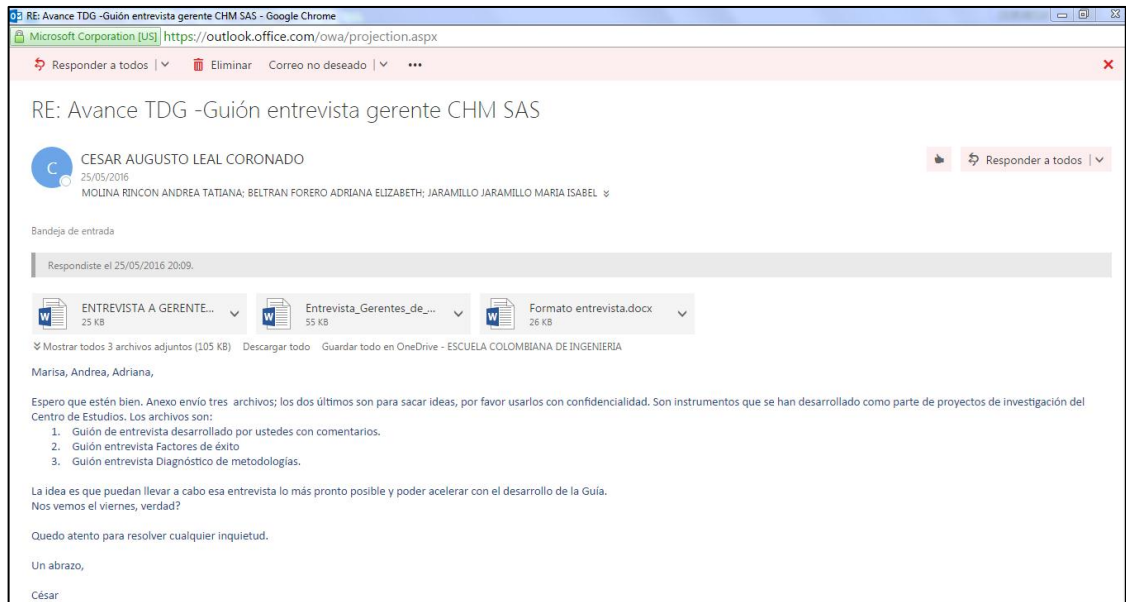 RE: Avance TDG -Guión entrevista gerente CHM SAS - Google Chrome
Microsoft Corporation [US] https://outlook.office.com/owa/projection.aspx
Responder a todos | Eliminar Correo no deseado | •••
RE: Avance TDG -Guión entrevista gerente CHM SAS
C
CESAR AUGUSTO LEAL CORONADO
Responder a todos |
25/05/2016
MOLINA RINCON ANDREA TATIANA; BELTRAN FORERO ADRIANA ELIZABETH; JARAMILLO JARAMILLO MARIA ISABEL
Bandeja de entrada
Respondiste el 25/05/2016 20:09.
ENTREVISTA A GERENTE... Entrevista_Gerentes_de_... Formato entrevista.docx
25 KB 55 KB 26 KB
Mostrar todos 3 archivos adjuntos (105 KB) Descargar todo Guardar todo en OneDrive - ESCUELA COLOMBIANA DE INGENIERIA
Marisa, Andrea, Adriana,
Espero que estén bien. Anexo envío tres archivos; los dos últimos son para sacar ideas, por favor usarlos con confidencialidad. Son instrumentos que se han desarrollado como parte de proyectos de investigación del
Centro de Estudios. Los archivos son:
1. Guión de entrevista desarrollado por ustedes con comentarios.
2. Guión entrevista Factores de éxito
3. Guión entrevista Diagnóstico de metodologías.
La idea es que puedan llevar a cabo esa entrevista lo más pronto posible y poder acelerar con el desarrollo de la Guía.
Nos vemos el viernes, verdad?
Quedo atento para resolver cualquier inquietud.
Un abrazo,
César